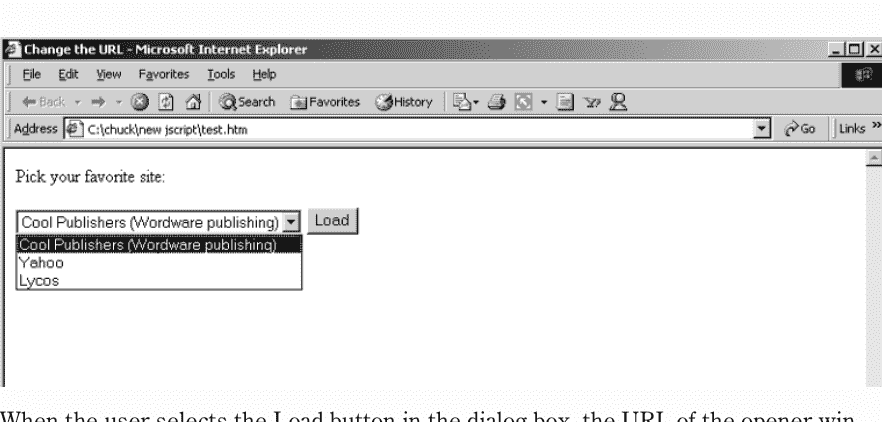 Change the URL - Microsoft Internet Explorer
File Edit View Favorites Tools Help
Back Search Favorites History
Address C:\chuck\new jscript\test.htm Go Links »
Pick your favorite site:
Cool Publishers (Wordware publishing) Load
Cool Publishers (Wordware publishing)
Yahoo
Lycos
When the user selects the Load button in the dialog box, the URL of the opener win